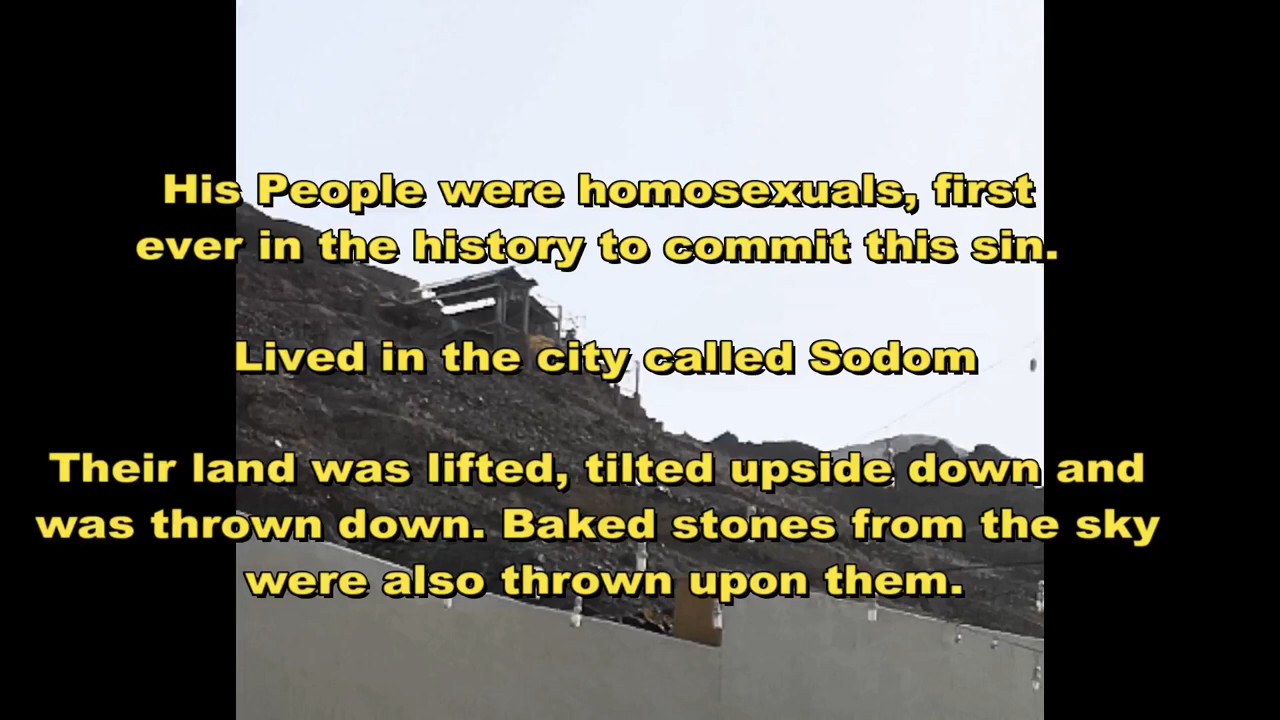 His People were homosexuals, first
ever in the history to commit this sin.
Lived in the city called Sodom
Their land was lifted, tilted upside down and
was thrown down. Baked stones from the sky
were also thrown upon them.